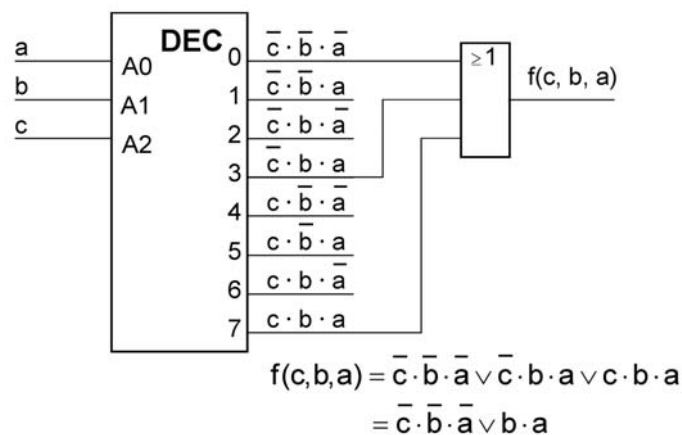 a
b
c
DEC
A0
A1
A2
0 c̅ · b̅ · a̅
1 c̅ · b̅ · a
2 c̅ · b · a̅
3 c̅ · b · a
4 c · b̅ · a̅
5 c · b̅ · a
6 c · b · a̅
7 c · b · a
≥1
f(c, b, a)
f(c,b,a) = c̅ · b̅ · a̅ ∨ c̅ · b · a ∨ c · b · a
= c̅ · b̅ · a̅ ∨ b · a